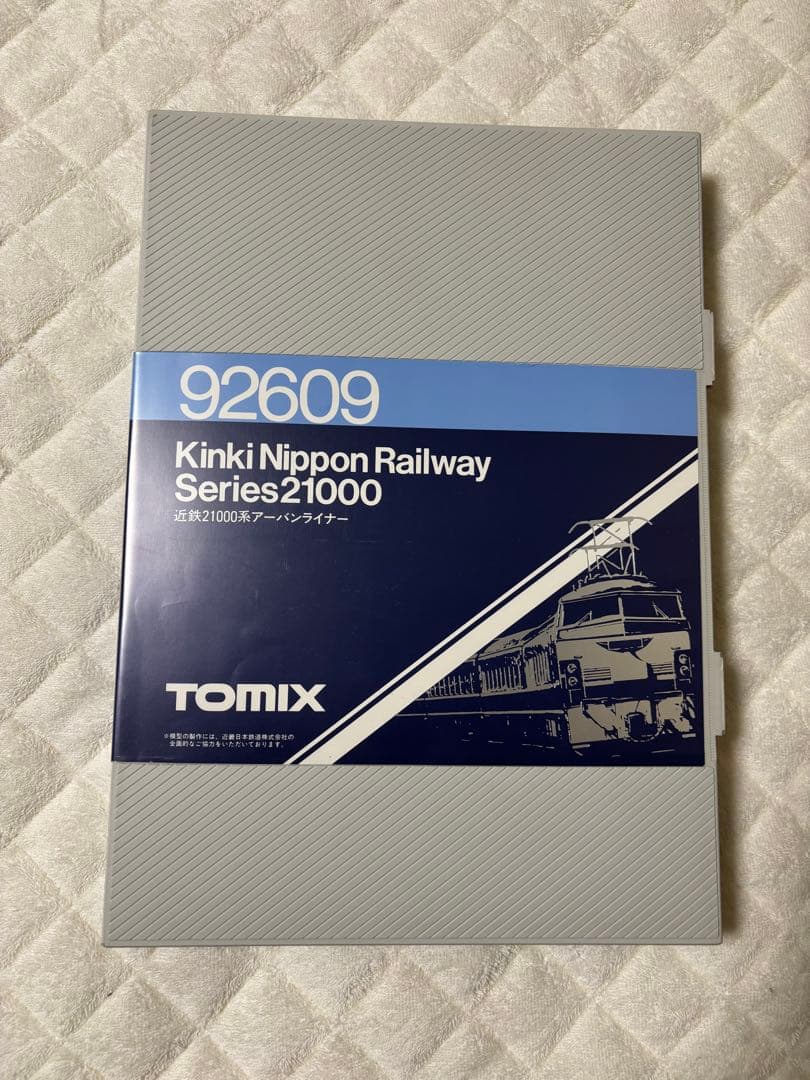 92609
Kinki Nippon Railway
Series21000
近鉄21000系アーバンライナー
TOMIX
※模型の製作には、近畿日本鉄道株式会社の
全面的なご協力をいただいております。